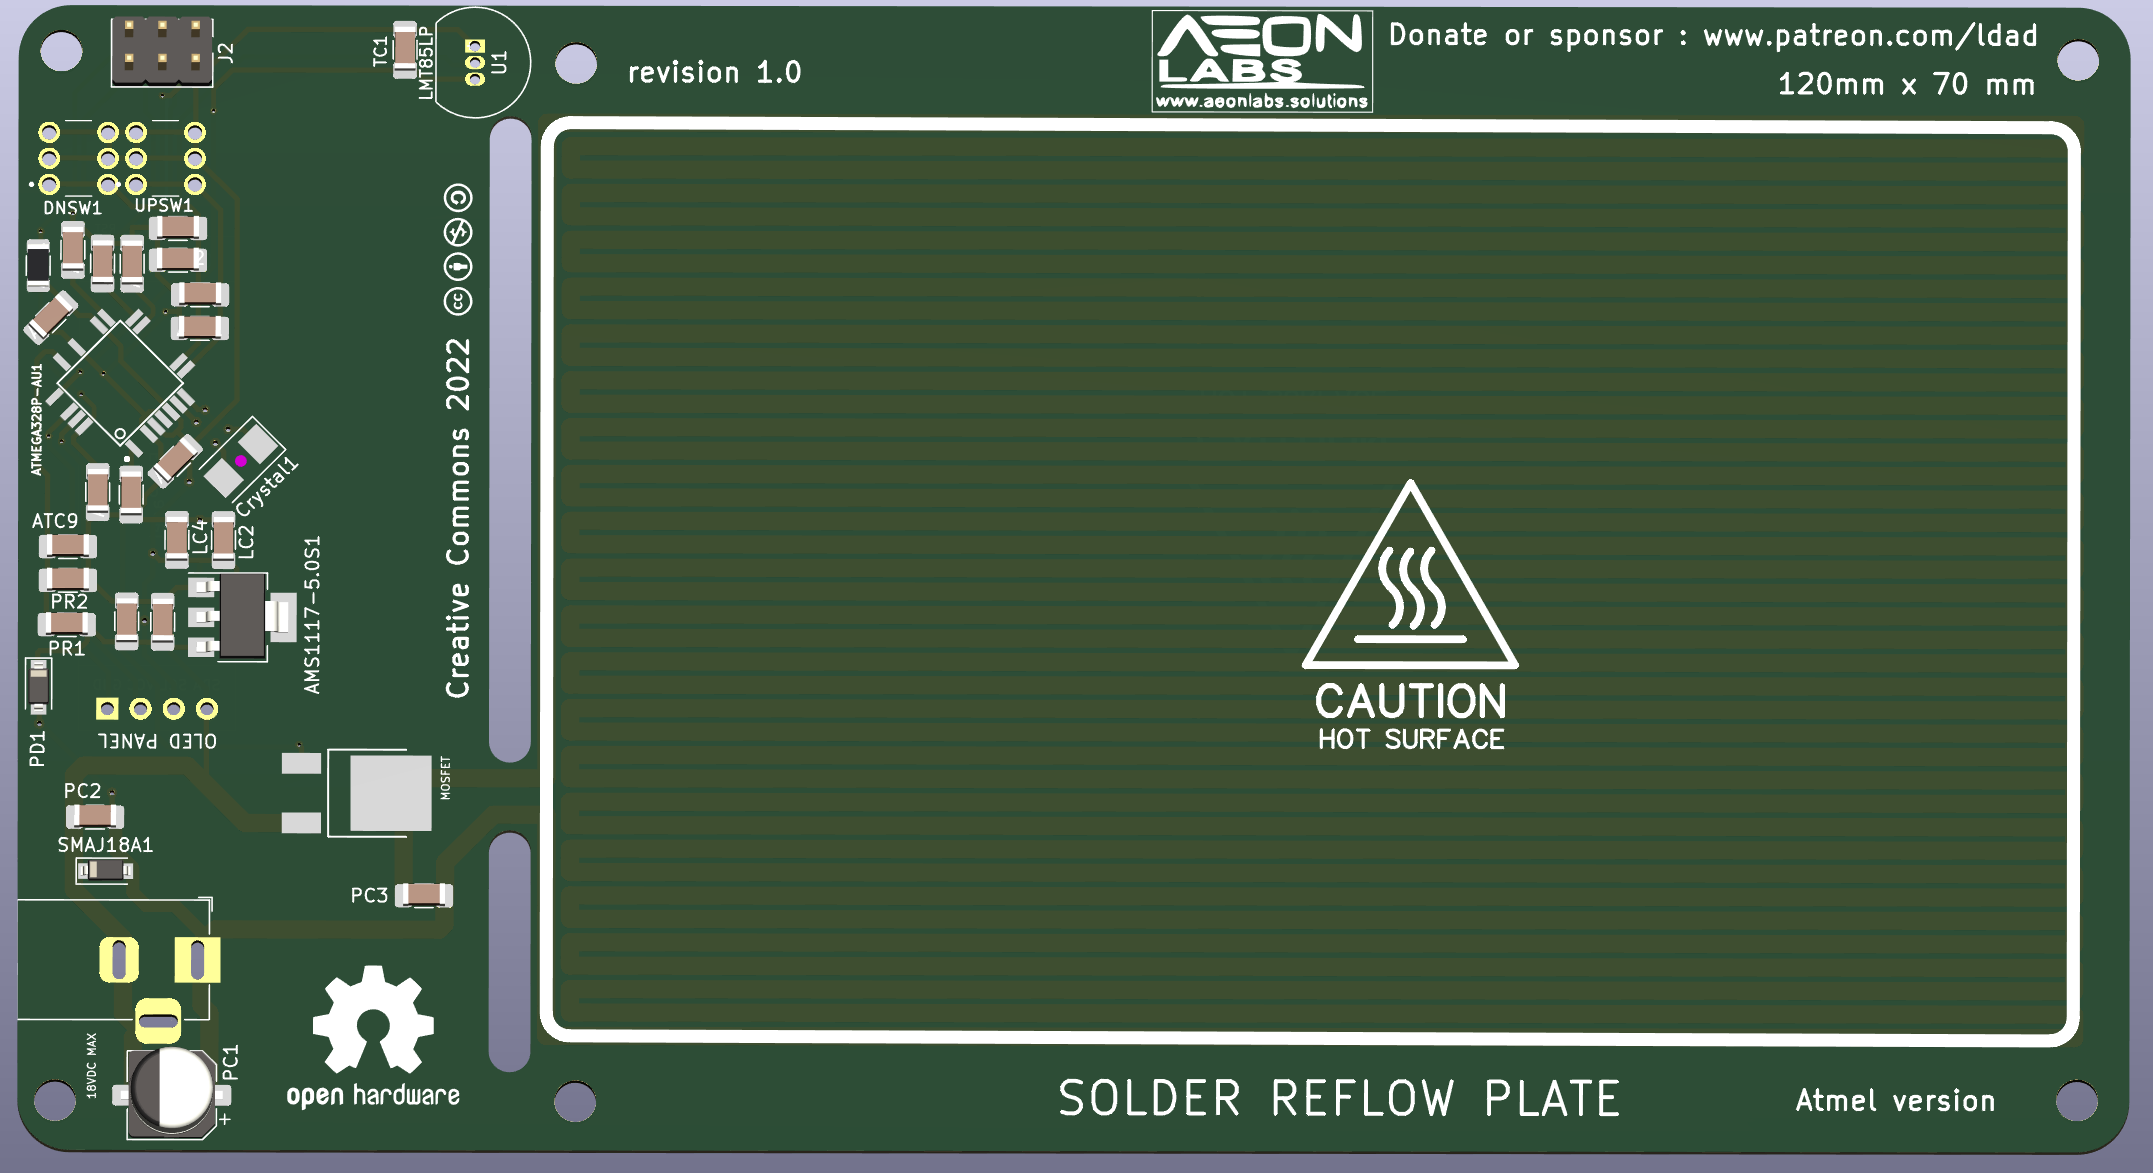 J2
TC1
LMT85LP
U1
revision 1.0
AEON
LABS
www.aeonlabs.solutions
Donate or sponsor : www.patreon.com/ldad
120mm x 70 mm
DNSW1
UPSW1
ATMEGA328P-AU1
Crystal1
ATC9
LC4
LC2
PR2
PR1
AMS1117-5.0S1
Creative Commons 2022
cc
PD1
OLED PANEL
MOSFET
PC2
SMAJ18A1
PC3
18VDC MAX
PC1
+
open hardware
CAUTION
HOT SURFACE
SOLDER REFLOW PLATE
Atmel version